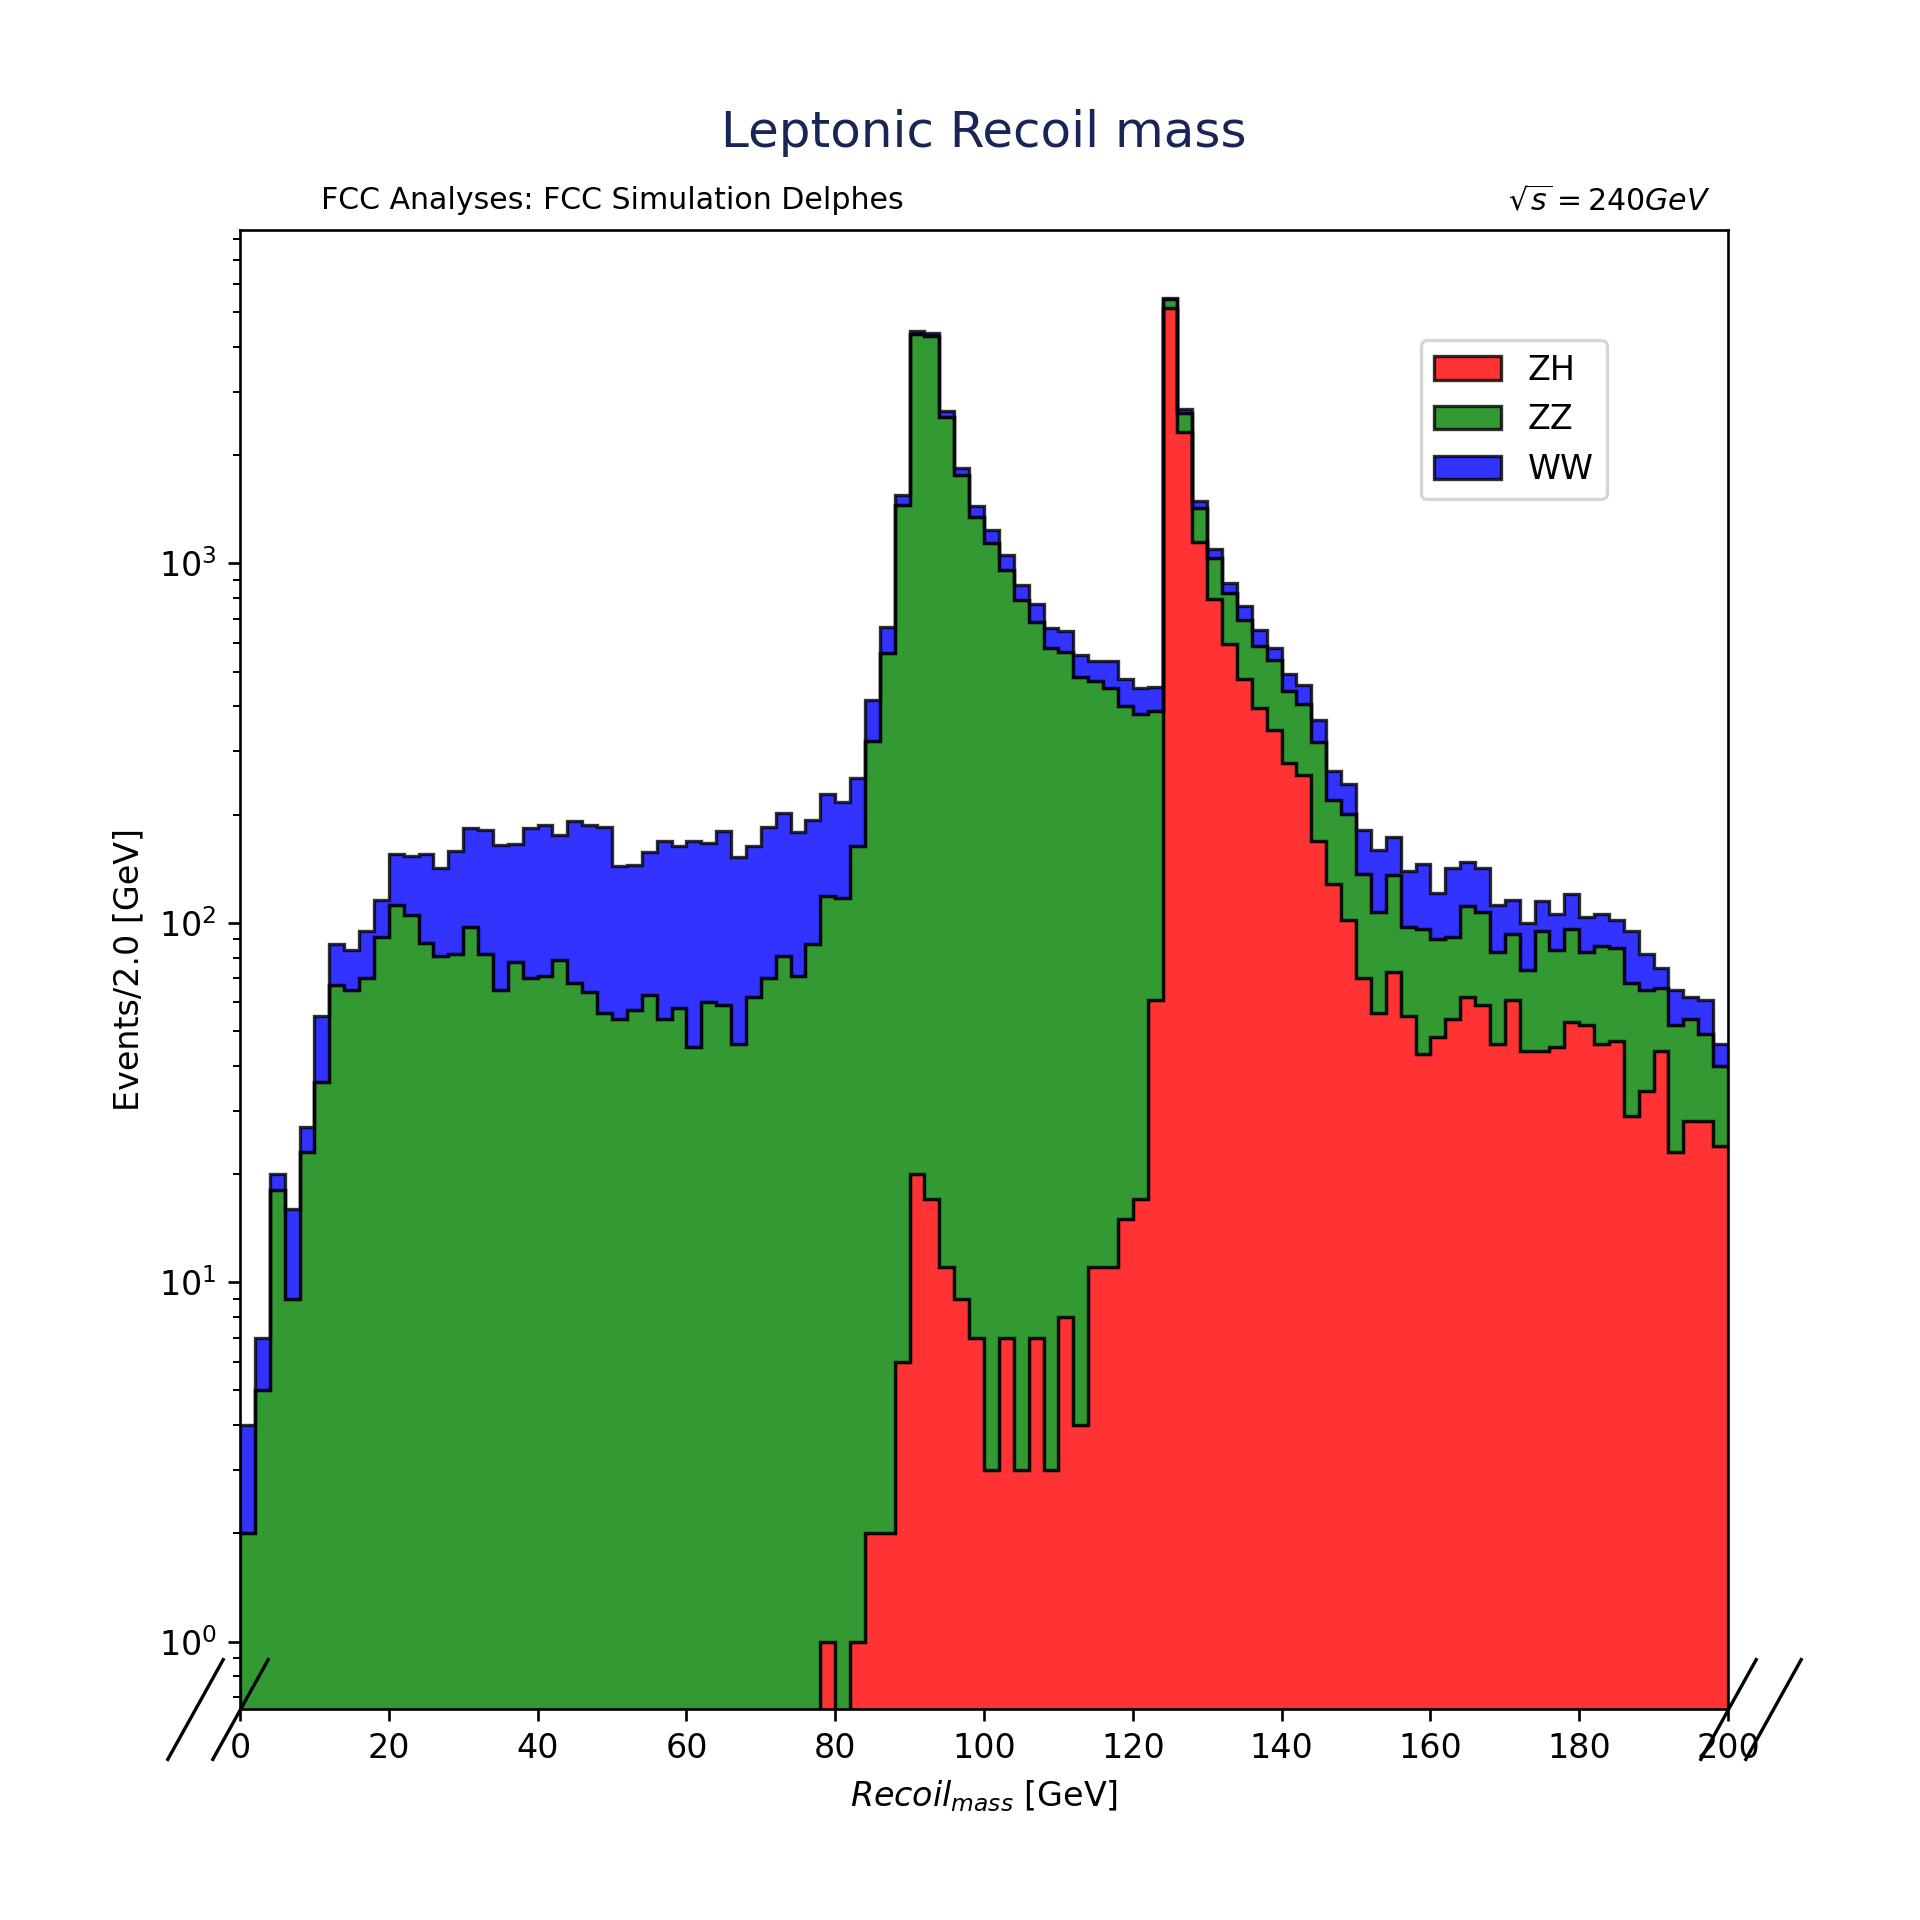 Leptonic Recoil mass
FCC Analyses: FCC Simulation Delphes
√s = 240GeV
ZH
ZZ
WW
Events/2.0 [GeV]
10³
10²
10¹
10⁰
0 20 40 60 80 100 120 140 160 180 200
Recoil_mass [GeV]